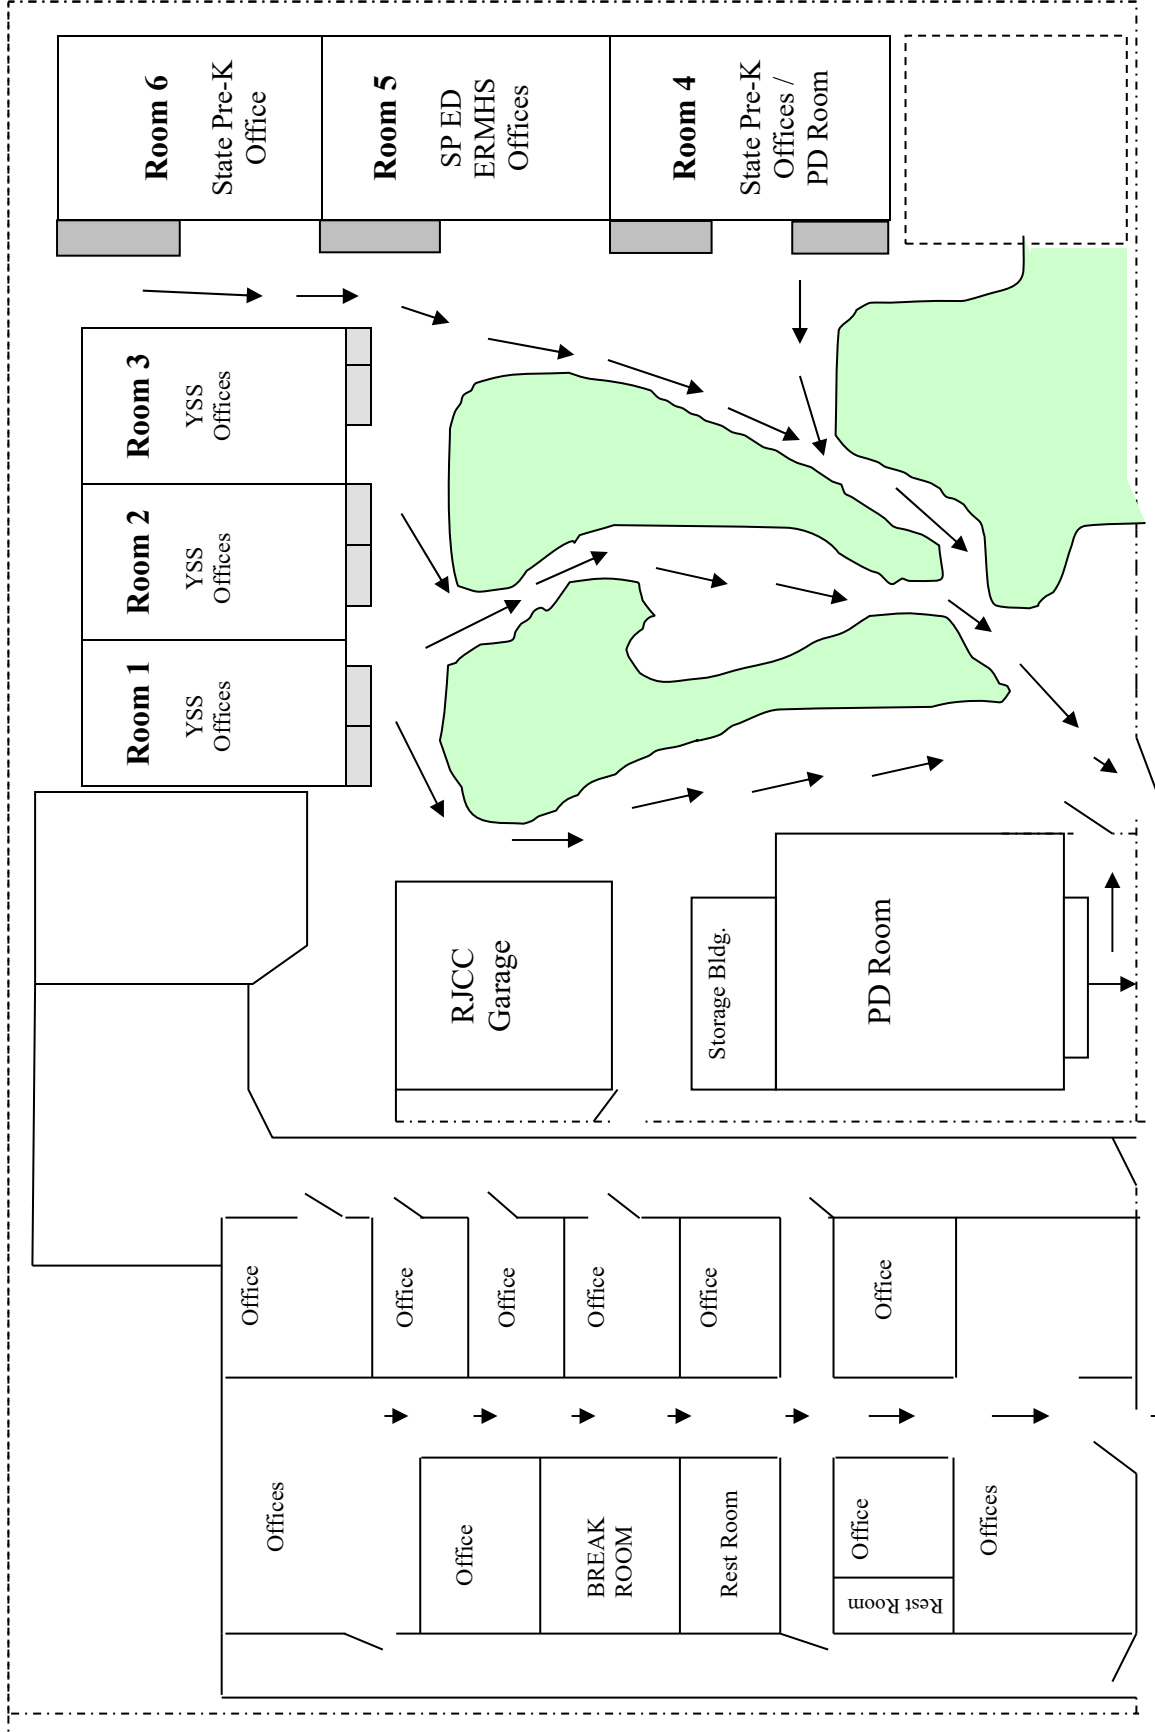 Room 6
State Pre-K
Office
Room 5
SP ED
ERMHS
Offices
Room 4
State Pre-K
Offices /
PD Room
Room 3
YSS
Offices
Room 2
YSS
Offices
Room 1
YSS
Offices
RJCC
Garage
Storage Bldg.
PD Room
Office
Office
Office
Office
Office
Office
Offices
Office
BREAK
ROOM
Rest Room
Office
Rest Room
Offices